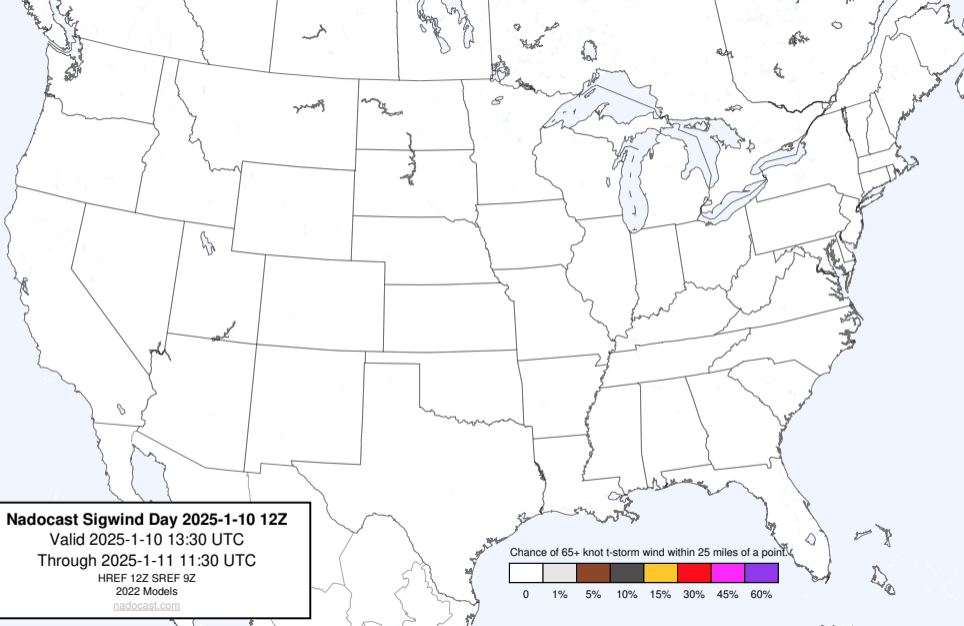 Nadocast Sigwind Day 2025-1-10 12Z
Valid 2025-1-10 13:30 UTC
Through 2025-1-11 11:30 UTC
HREF 12Z SREF 9Z
2022 Models
nadocast.com
Chance of 65+ knot t-storm wind within 25 miles of a point.
0 1% 5% 10% 15% 30% 45% 60%